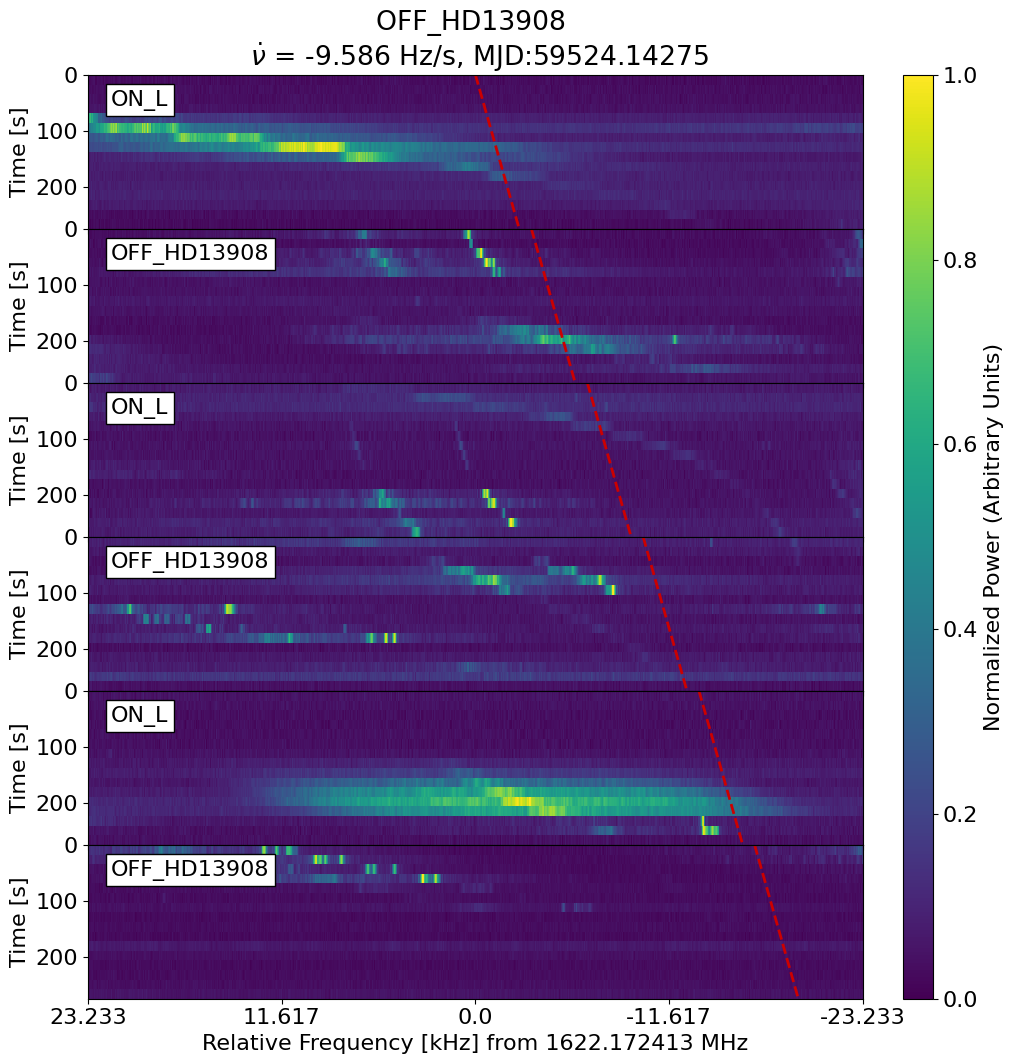 OFF_HD13908
ν̇ = -9.586 Hz/s, MJD:59524.14275
ON_L
Time [s]
0
100
200
OFF_HD13908
Time [s]
0
100
200
ON_L
Time [s]
0
100
200
OFF_HD13908
Time [s]
0
100
200
ON_L
Time [s]
0
100
200
OFF_HD13908
Time [s]
0
100
200
23.233
11.617
0.0
-11.617
-23.233
Relative Frequency [kHz] from 1622.172413 MHz
1.0
0.8
0.6
0.4
0.2
0.0
Normalized Power (Arbitrary Units)